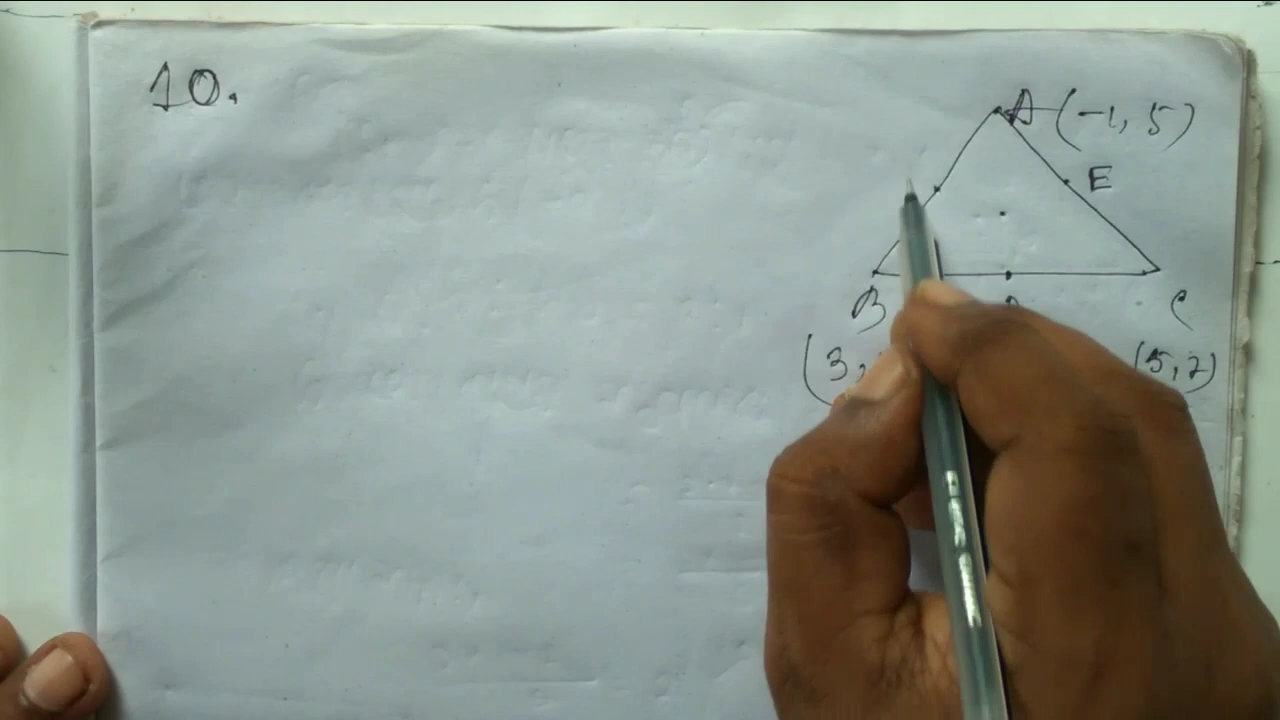 10.
A (-1, 5)
E
B
C
(3,
(5,2)